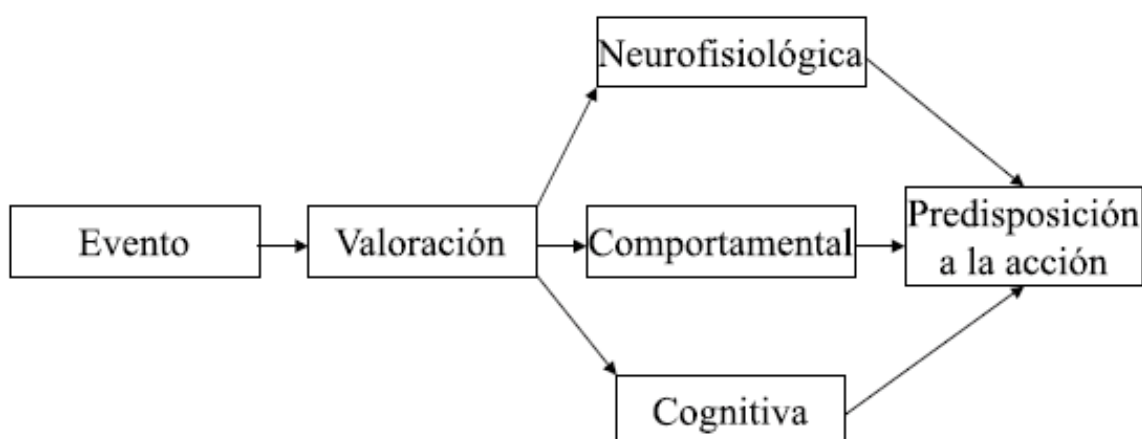 Neurofisiológica
Evento
Valoración
Comportamental
Predisposición
a la acción
Cognitiva